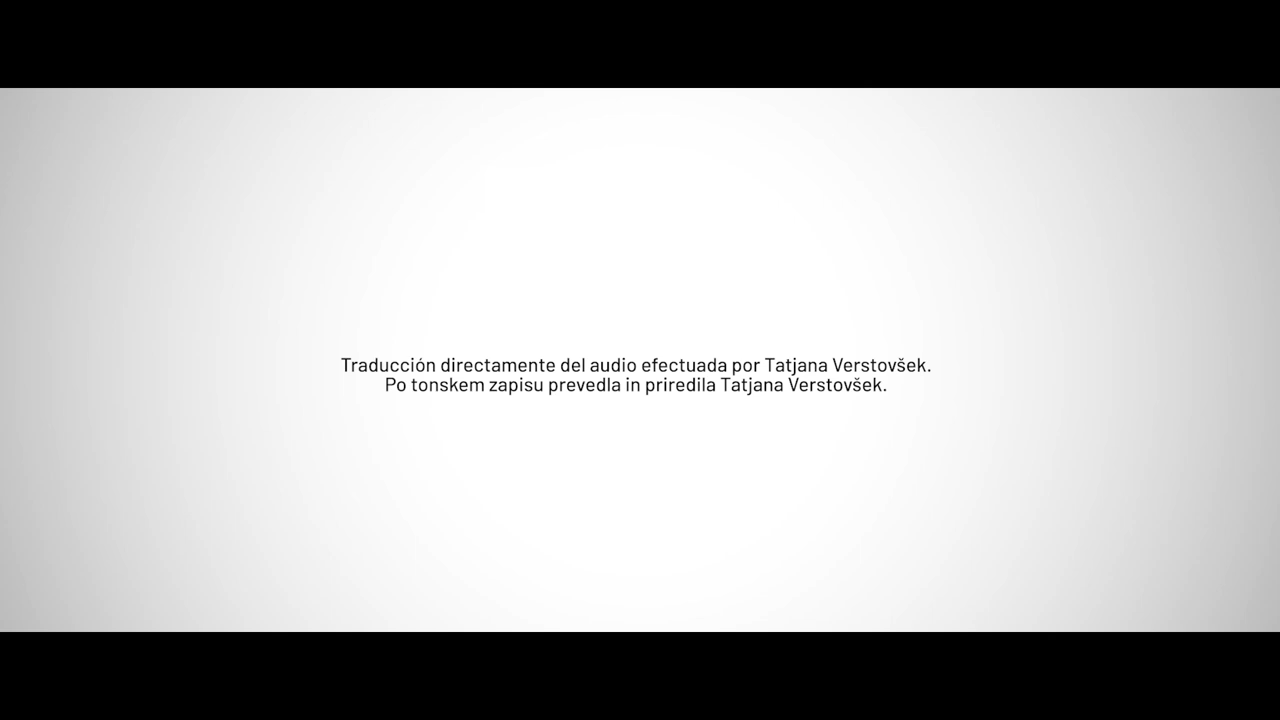 Traducción directamente del audio efectuada por Tatjana Verstovšek.
Po tonskem zapisu prevedla in priredila Tatjana Verstovšek.